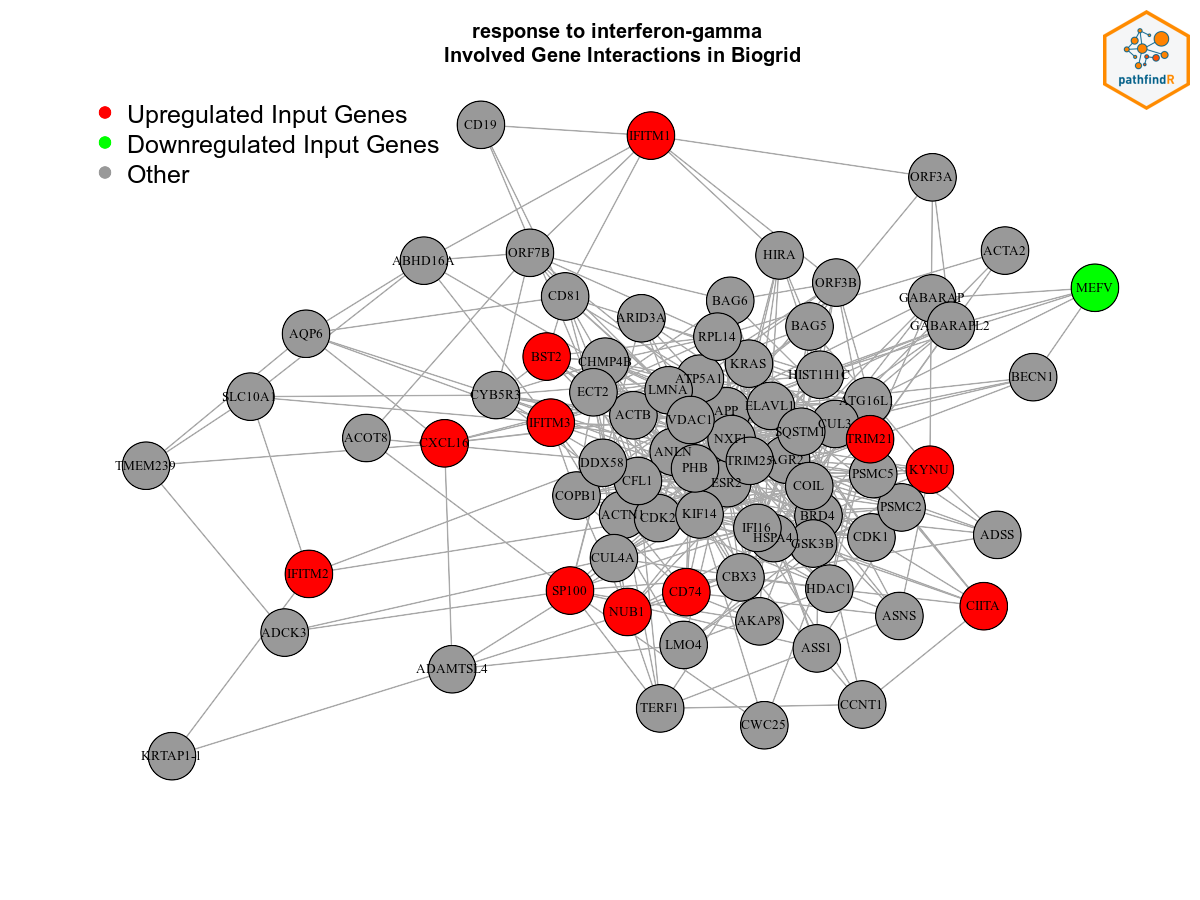 response to interferon-gamma
Involved Gene Interactions in Biogrid
pathfindR
Upregulated Input Genes
Downregulated Input Genes
Other
CD19
IFITM1
ORF3A
ABHD16A
ORF7B
HIRA
ACTA2
MEFV
CD81
BAG6
ORF3B
GABARAP
GABARAPL2
ARID3A
BAG5
AQP6
RPL14
BST2
CHMP4B
KRAS
HIST1H1C
BECN1
ATP5A1
SLC10A1
CYB5R3
ECT2
LMNA
ATG16L1
ACTB
VDAC1
APP
ELAVL1
IFITM3
CUL3
SQSTM1
ACOT8
CXCL16
NXF1
TRIM21
TMEM239
DDX58
ANLN
PHB
TRIM25
AGR2
KYNU
PSMC5
COPB1
CFL1
ESR2
COIL
PSMC2
ACTN1
CDK2
KIF14
BRD4
IFI16
HSPA4
GSK3B
CDK1
ADSS
CUL4A
IFITM2
SP100
CD74
CBX3
HDAC1
CIITA
NUB1
ADCK3
LMO4
AKAP8
ASNS
ASS1
ADAMTSL4
TERF1
CWC25
CCNT1
KRTAP1-1